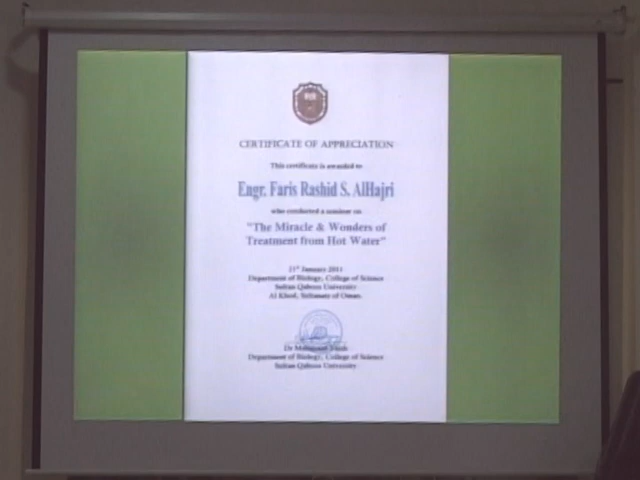 CERTIFICATE OF APPRECIATION
This certificate is awarded to
Engr. Faris Rashid S. AlHajri
who conducted a seminar on
"The Miracle & Wonders of
Treatment from Hot Water"
January 2011
Department of Biology, College of Science
Sultan Qaboos University
Al Khod, Sultanate of Oman
Dr
Department of Biology, College of Science
Sultan Qaboos University